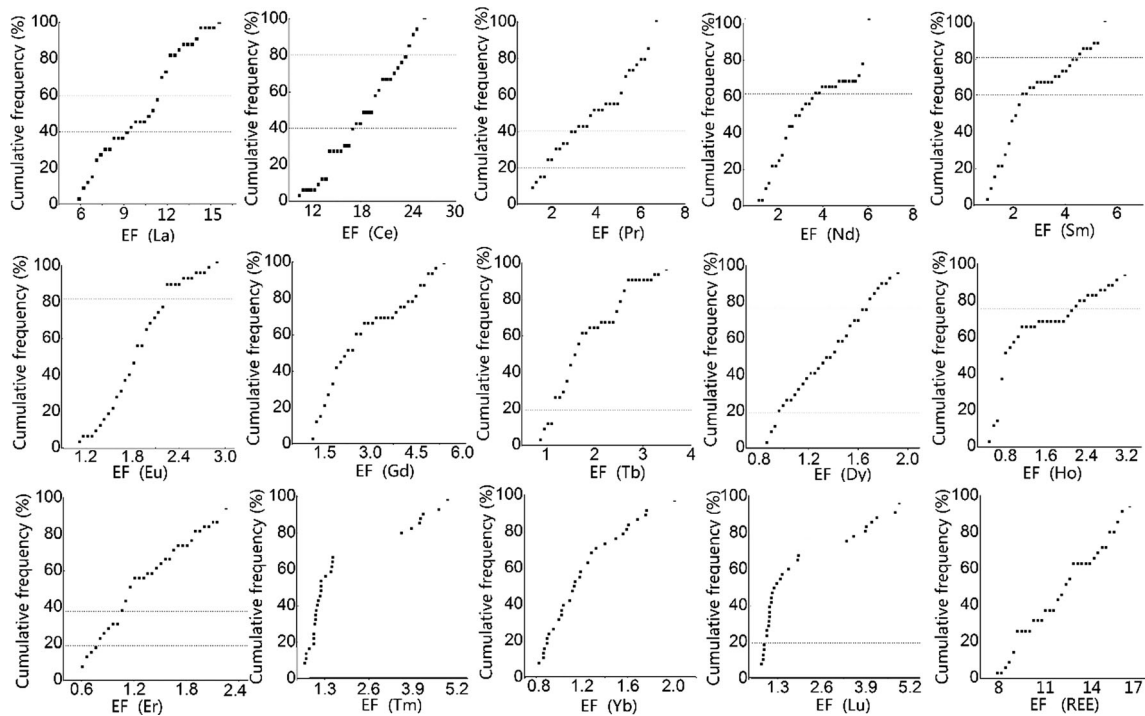 Cumulative frequency (%)
100
80
60
40
20
0
6 9 12 15
EF (La)
Cumulative frequency (%)
100
80
60
40
20
0
12 18 24 30
EF (Ce)
Cumulative frequency (%)
100
80
60
40
20
0
2 4 6 8
EF (Pr)
Cumulative frequency (%)
100
80
60
40
20
0
2 4 6 8
EF (Nd)
Cumulative frequency (%)
100
80
60
40
20
0
2 4 6
EF (Sm)
Cumulative frequency (%)
100
80
60
40
20
0
1.2 1.8 2.4 3.0
EF (Eu)
Cumulative frequency (%)
100
80
60
40
20
0
1.5 3.0 4.5 6.0
EF (Gd)
Cumulative frequency (%)
100
80
60
40
20
0
1 2 3 4
EF (Tb)
Cumulative frequency (%)
100
80
60
40
20
0
0.8 1.2 1.6 2.0
EF (Dy)
Cumulative frequency (%)
100
80
60
40
20
0
0.8 1.6 2.4 3.2
EF (Ho)
Cumulative frequency (%)
100
80
60
40
20
0
0.6 1.2 1.8 2.4
EF (Er)
Cumulative frequency (%)
100
80
60
40
20
0
1.3 2.6 3.9 5.2
EF (Tm)
Cumulative frequency (%)
100
80
60
40
20
0
0.8 1.2 1.6 2.0
EF (Yb)
Cumulative frequency (%)
100
80
60
40
20
0
1.3 2.6 3.9 5.2
EF (Lu)
Cumulative frequency (%)
100
80
60
40
20
0
8 11 14 17
EF (REE)